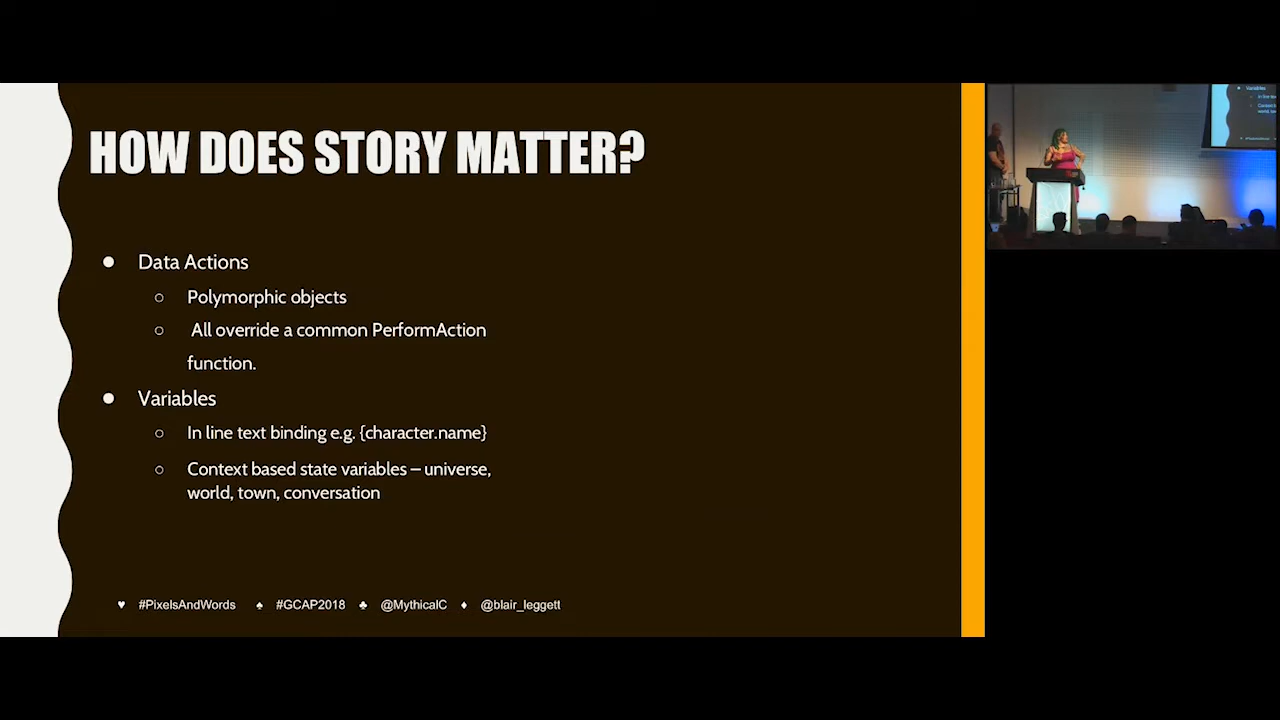 HOW DOES STORY MATTER?
● Data Actions
○ Polymorphic objects
○ All override a common PerformAction
function.
● Variables
○ In line text binding e.g. {character.name}
○ Context based state variables – universe,
world, town, conversation
♥ #PixelsAndWords ♠ #GCAP2018 ♣ @MythicalC ♦ @blair_leggett
Variables